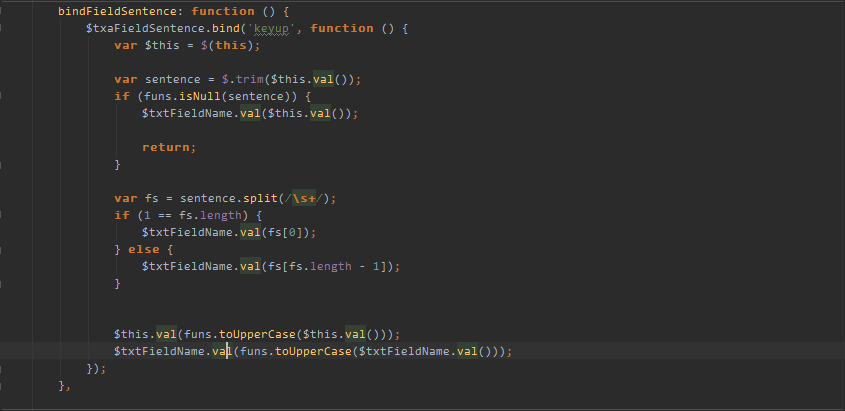 bindFieldSentence: function () {
$txaFieldSentence.bind('keyup', function () {
var $this = $(this);
var sentence = $.trim($this.val());
if (funs.isNull(sentence)) {
$txtFieldName.val($this.val());
return;
}
var fs = sentence.split(/\s+/);
if (1 == fs.length) {
$txtFieldName.val(fs[0]);
} else {
$txtFieldName.val(fs[fs.length - 1]);
}
$this.val(funs.toUpperCase($this.val()));
$txtFieldName.val(funs.toUpperCase($txtFieldName.val()));
});
},